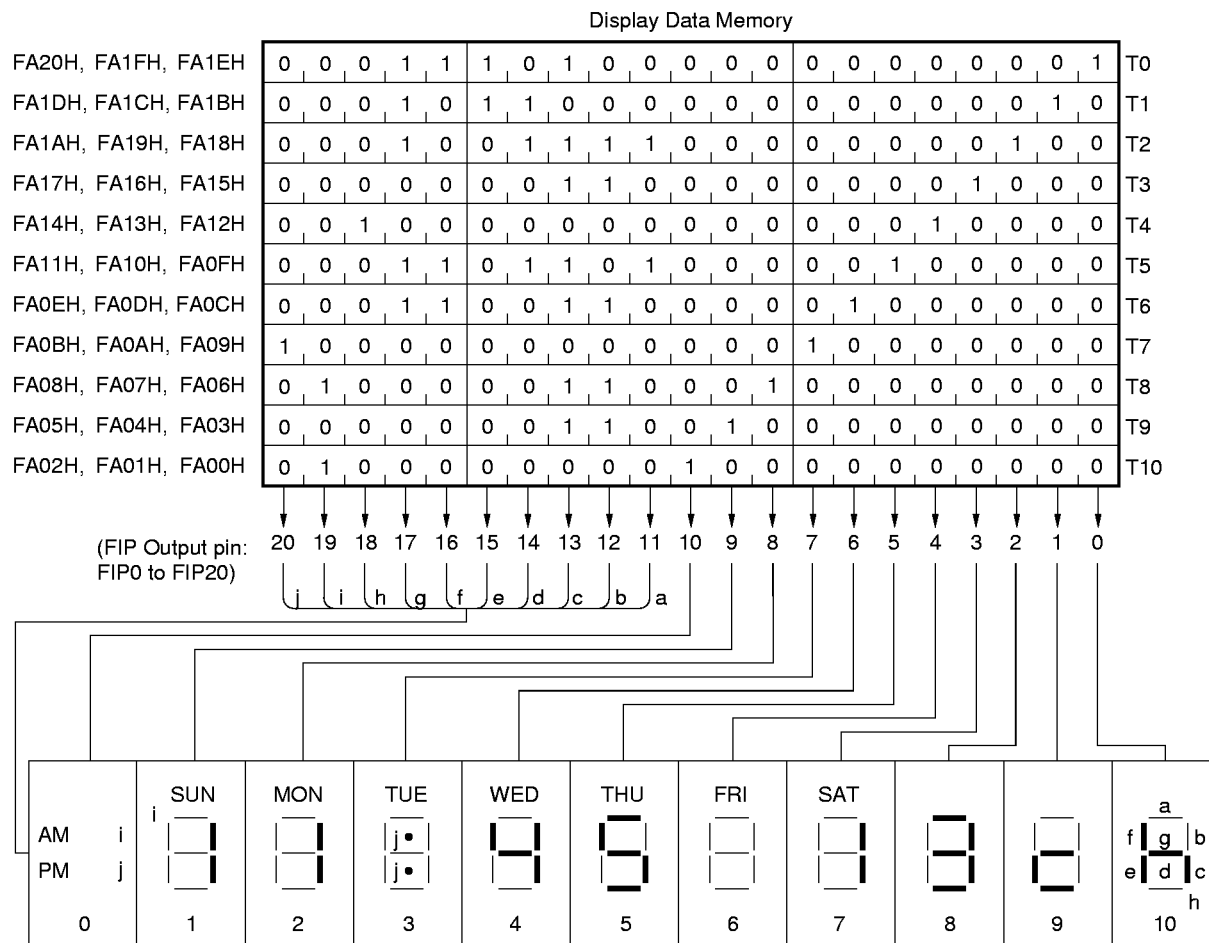 Display Data Memory
FA20H, FA1FH, FA1EH 0 0 0 1 1 1 0 1 0 0 0 0 0 0 0 0 0 0 0 0 1 T0
FA1DH, FA1CH, FA1BH 0 0 0 1 0 1 1 0 0 0 0 0 0 0 0 0 0 0 0 1 0 T1
FA1AH, FA19H, FA18H 0 0 0 1 0 0 1 1 1 1 0 0 0 0 0 0 0 0 1 0 0 T2
FA17H, FA16H, FA15H 0 0 0 0 0 0 0 1 1 0 0 0 0 0 0 0 0 1 0 0 0 T3
FA14H, FA13H, FA12H 0 0 1 0 0 0 0 0 0 0 0 0 0 0 0 0 1 0 0 0 0 T4
FA11H, FA10H, FA0FH 0 0 0 1 1 0 1 1 0 1 0 0 0 0 0 1 0 0 0 0 0 T5
FA0EH, FA0DH, FA0CH 0 0 0 1 1 0 0 1 1 0 0 0 0 0 1 0 0 0 0 0 0 T6
FA0BH, FA0AH, FA09H 1 0 0 0 0 0 0 0 0 0 0 0 0 1 0 0 0 0 0 0 0 T7
FA08H, FA07H, FA06H 0 1 0 0 0 0 0 1 1 0 0 0 1 0 0 0 0 0 0 0 0 T8
FA05H, FA04H, FA03H 0 0 0 0 0 0 0 1 1 0 0 1 0 0 0 0 0 0 0 0 0 T9
FA02H, FA01H, FA00H 0 1 0 0 0 0 0 0 0 0 1 0 0 0 0 0 0 0 0 0 0 T10
(FIP Output pin: 20 19 18 17 16 15 14 13 12 11 10 9 8 7 6 5 4 3 2 1 0
FIP0 to FIP20)
j i h g f e d c b a
SUN MON TUE WED THU FRI SAT
i a
AM i j f g b
PM j j e d c
h
0 1 2 3 4 5 6 7 8 9 10